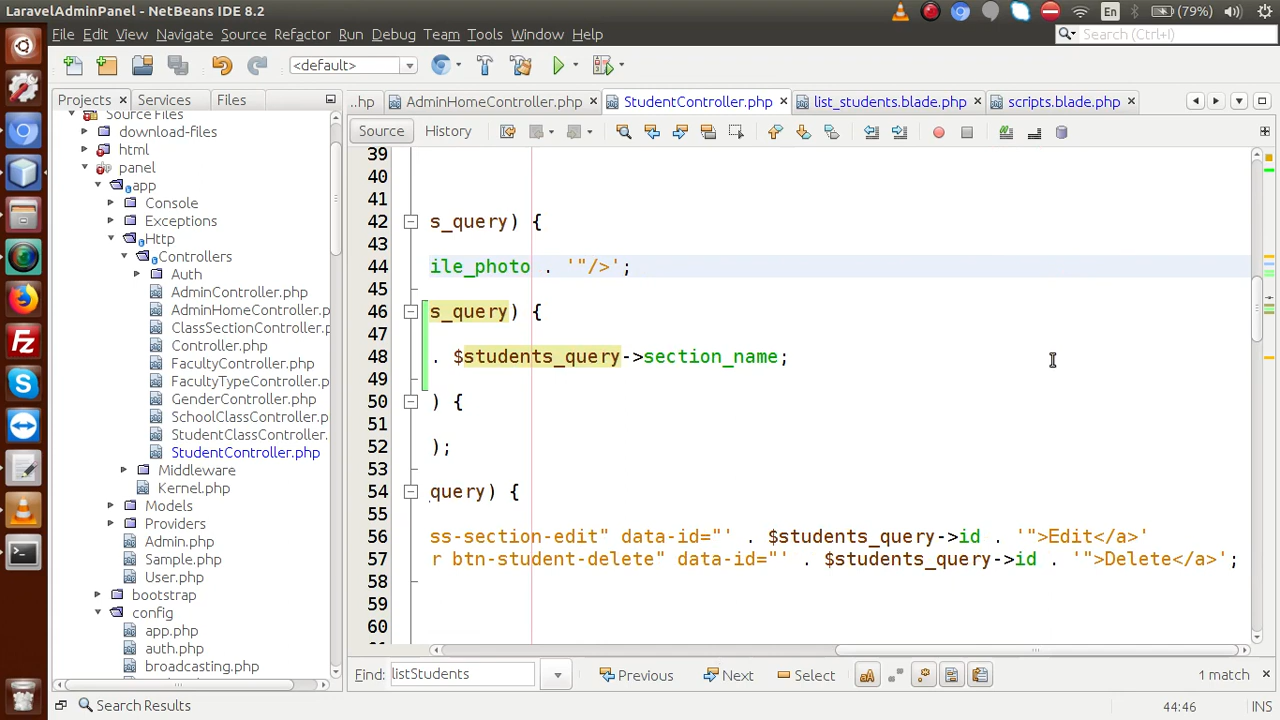 LaravelAdminPanel - NetBeans IDE 8.2
En
(79%)
File Edit View Navigate Source Refactor Run Debug Team Tools Window Help
Search (Ctrl+I)
<default>
Projects Services Files
..hp AdminHomeController.php StudentController.php list_students.blade.php scripts.blade.php
Source History
Source Files
download-files
html
panel
app
Console
Exceptions
Http
Controllers
Auth
AdminController.php
AdminHomeController.p
ClassSectionController.
Controller.php
FacultyController.php
FacultyTypeController.p
GenderController.php
SchoolClassController.p
StudentClassController.
StudentController.php
Middleware
Kernel.php
Models
Providers
Admin.php
Sample.php
User.php
bootstrap
config
app.php
auth.php
broadcasting.php
39
40
41
42 s_query) {
43
44 ile_photo . '"/>';
45
46 s_query) {
47
48 . $students_query->section_name;
49
50 ) {
51
52 );
53
54 query) {
55
56 ss-section-edit" data-id="' . $students_query->id . '">Edit</a>'
57 r btn-student-delete" data-id="' . $students_query->id . '">Delete</a>';
58
59
60
Find: listStudents Previous Next Select 1 match
Search Results 44:46 INS